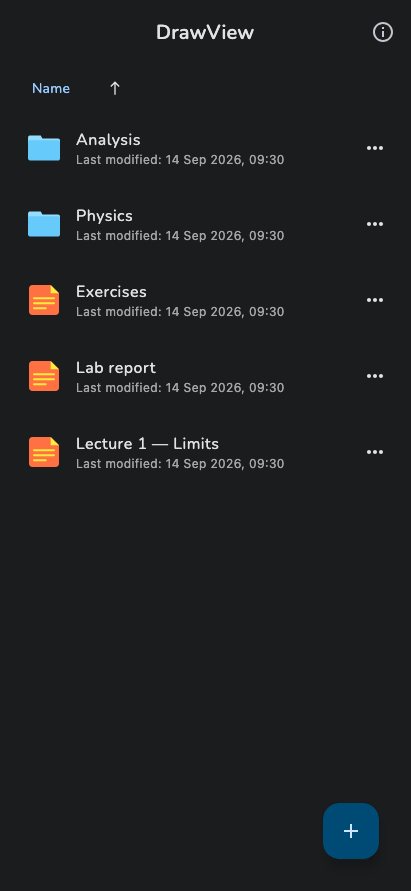 DrawView
Name
Analysis
Last modified: 14 Sep 2026, 09:30
Physics
Last modified: 14 Sep 2026, 09:30
Exercises
Last modified: 14 Sep 2026, 09:30
Lab report
Last modified: 14 Sep 2026, 09:30
Lecture 1 — Limits
Last modified: 14 Sep 2026, 09:30